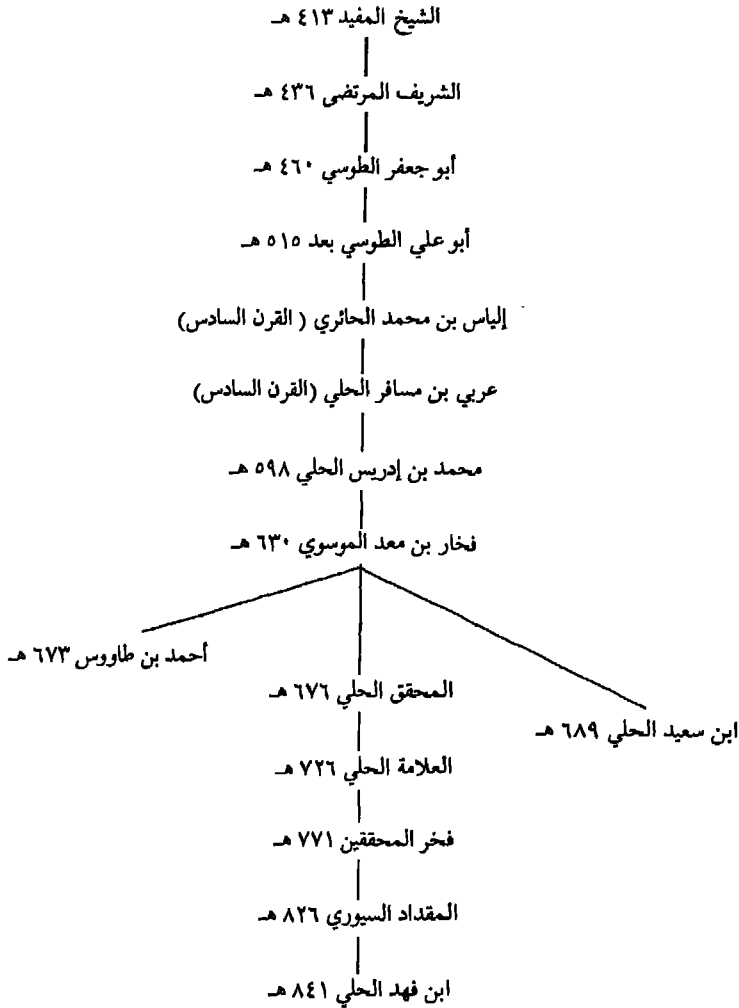 الشيخ المفيد ٤١٣ هـ
الشريف المرتضى ٤٣٦ هـ
أبو جعفر الطوسي ٤٦٠ هـ
أبو علي الطوسي بعد ٥١٥ هـ
إلياس بن محمد الحائري ( القرن السادس)
عربي بن مسافر الحلي (القرن السادس)
محمد بن إدريس الحلي ٥٩٨ هـ
فخار بن معد الموسوي ٦٣٠ هـ
أحمد بن طاووس ٦٧٣ هـ
المحقق الحلي ٦٧٦ هـ
ابن سعيد الحلي ٦٨٩ هـ
العلامة الحلي ٧٢٦ هـ
فخر المحققين ٧٧١ هـ
المقداد السيوري ٨٢٦ هـ
ابن فهد الحلي ٨٤١ هـ